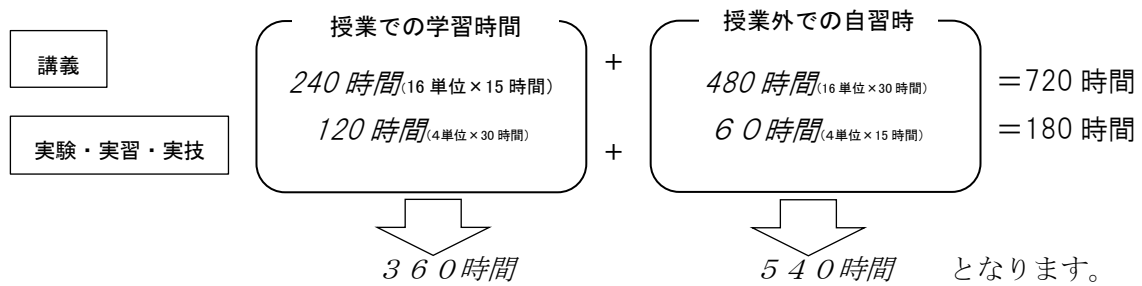 授業での学習時間
授業外での自習時
講義
240時間(16単位×15時間)
+
480時間(16単位×30時間)
=720時間
実験・実習・実技
120時間(4単位×30時間)
+
60時間(4単位×15時間)
=180時間
360時間
540時間
となります。